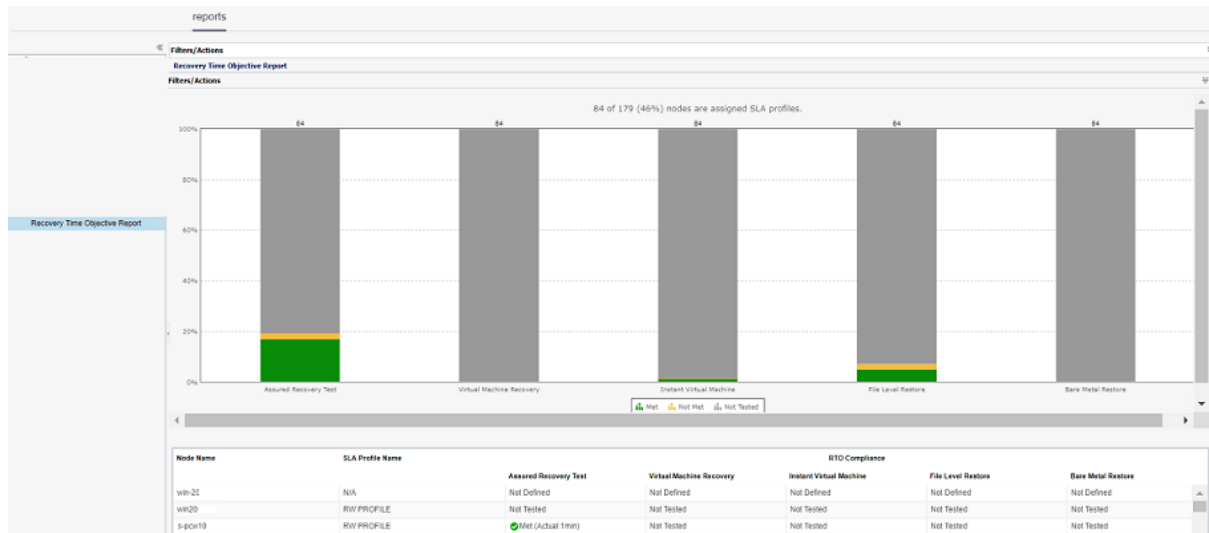 reports
Filters/Actions
Recovery Time Objective Report
Filters/Actions
84 of 179 (46%) nodes are assigned SLA profiles.
84 84 84 84 84
100%
80%
60%
40%
20%
0%
Assured Recovery Test Virtual Machine Recovery Instant Virtual Machine File Level Restore Bare Metal Restore
Met Not Met Not Tested
Recovery Time Objective Report
Node Name SLA Profile Name RTO Compliance
Assured Recovery Test Virtual Machine Recovery Instant Virtual Machine File Level Restore Bare Metal Restore
N/A Not Defined Not Defined Not Defined Not Defined Not Defined
win20 RW PROFILE Not Tested Not Tested Not Tested Not Tested Not Tested
RW PROFILE Met (Actual:1min) Not Tested Not Tested Not Tested Not Tested